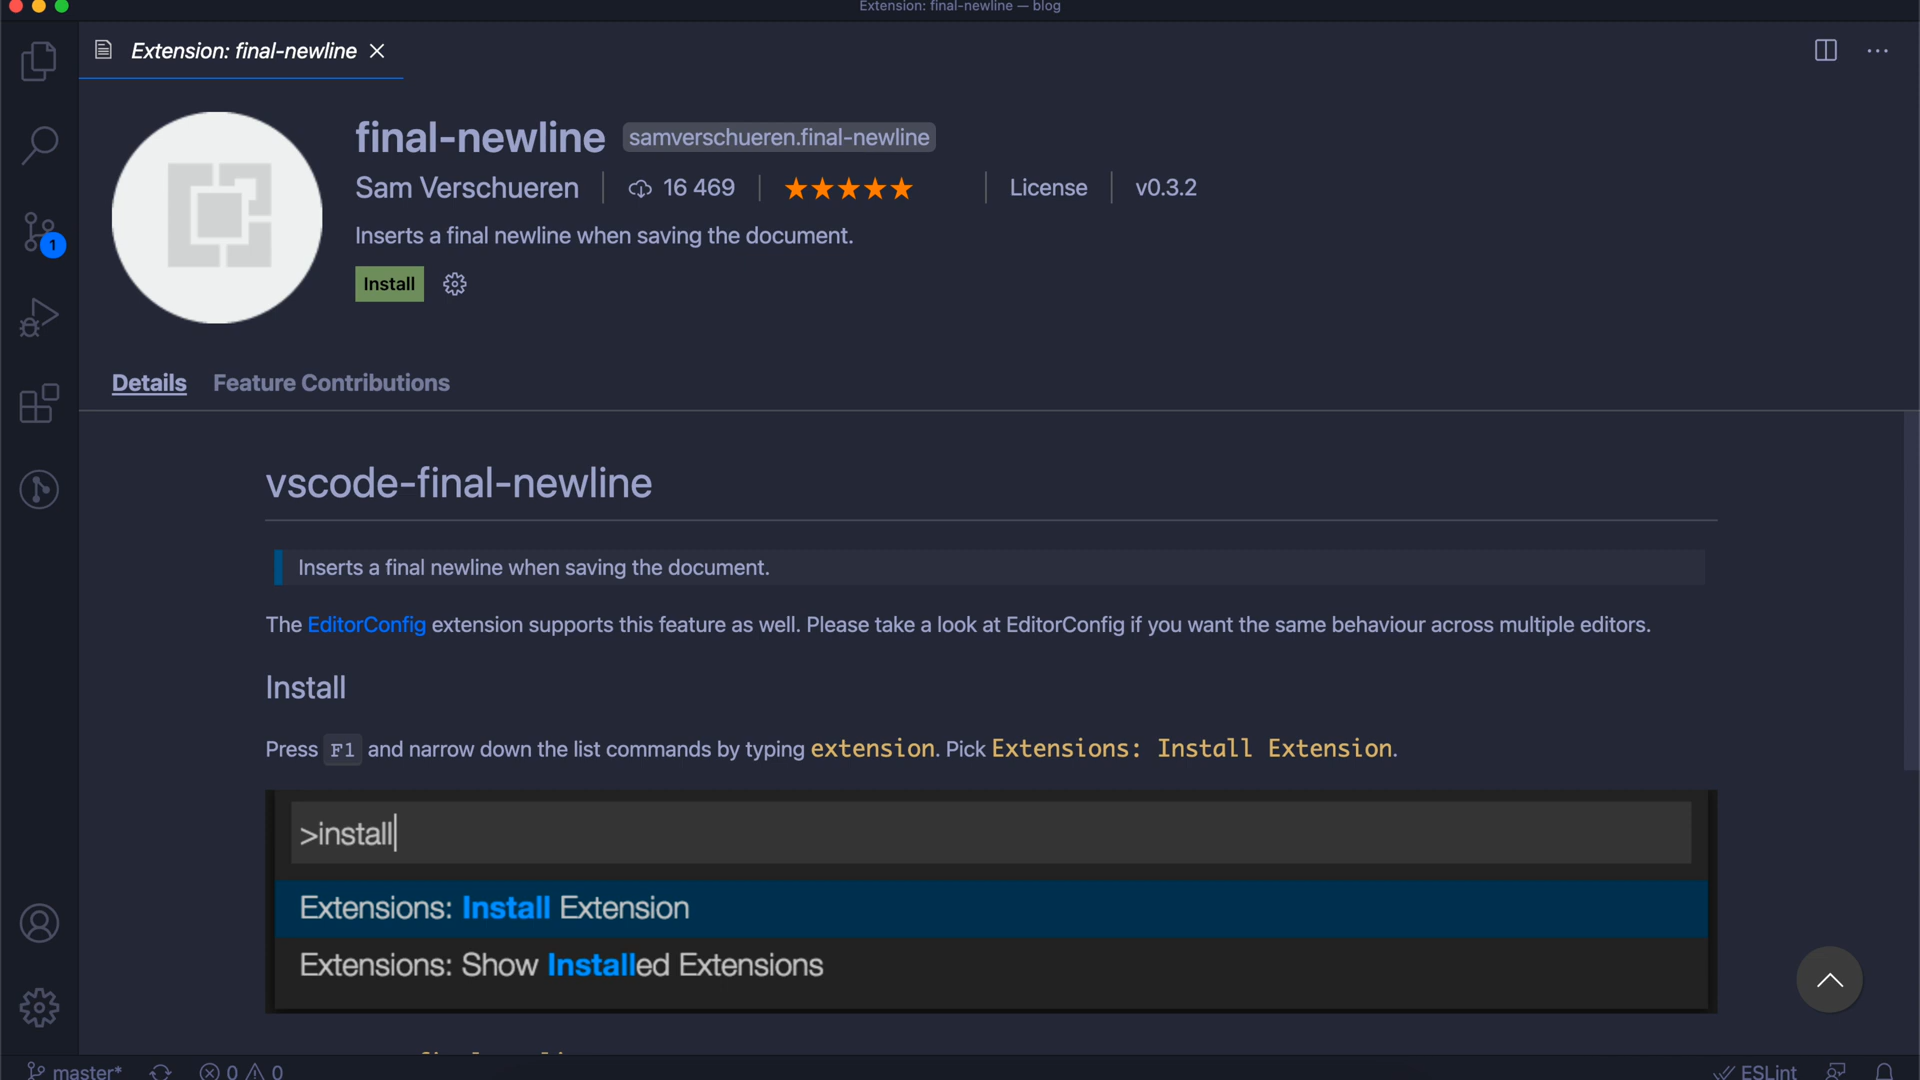 Extension: final-newline — blog
Extension: final-newline
final-newline samverschueren.final-newline
Sam Verschueren 16 469 License v0.3.2
Inserts a final newline when saving the document.
Install
1
Details Feature Contributions
vscode-final-newline
Inserts a final newline when saving the document.
The EditorConfig extension supports this feature as well. Please take a look at EditorConfig if you want the same behaviour across multiple editors.
Install
Press F1 and narrow down the list commands by typing extension. Pick Extensions: Install Extension.
>install
Extensions: Install Extension
Extensions: Show Installed Extensions
master* 0 0 ESLint